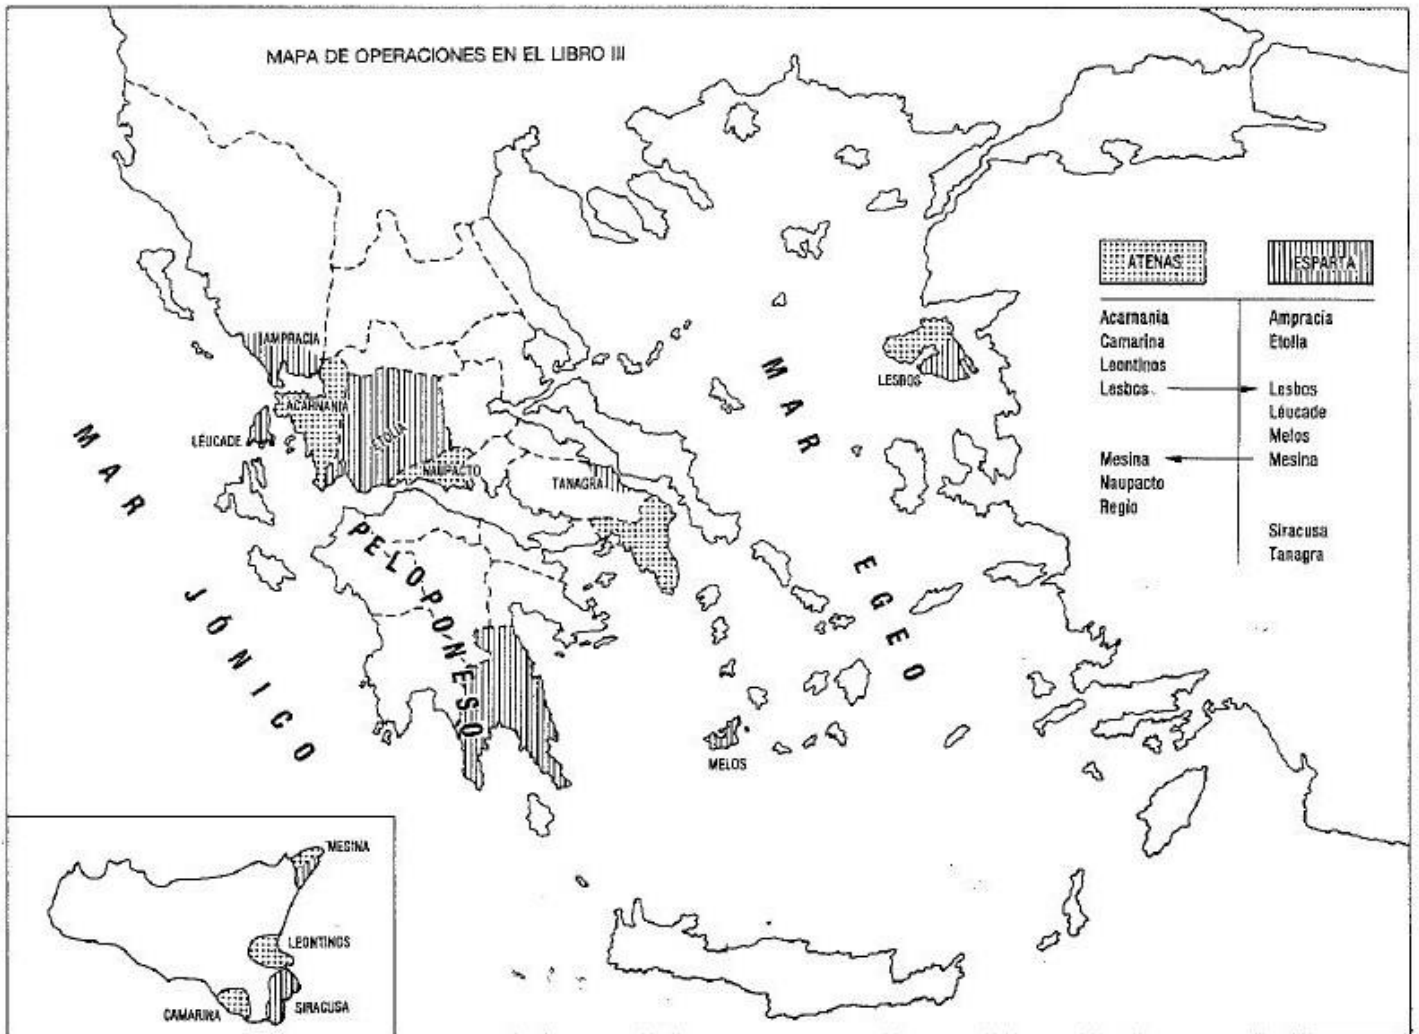 MAPA DE OPERACIONES EN EL LIBRO III
ATENAS
ESPARTA
Acarnania
Ampracia
Camarina
Etolia
Leontinos
Lesbos
Lesbos
Léucade
Melos
Mesina
Mesina
Naupacto
Regio
Siracusa
Tanagra
AMPRACIA
ACARNANIA
LÉUCADE
ETOLIA
NAUPACTO
TANAGRA
LESBOS
MAR JÓNICO
PELOPONESO
MAR EGEO
MELOS
MESINA
LEONTINOS
SIRACUSA
CAMARINA